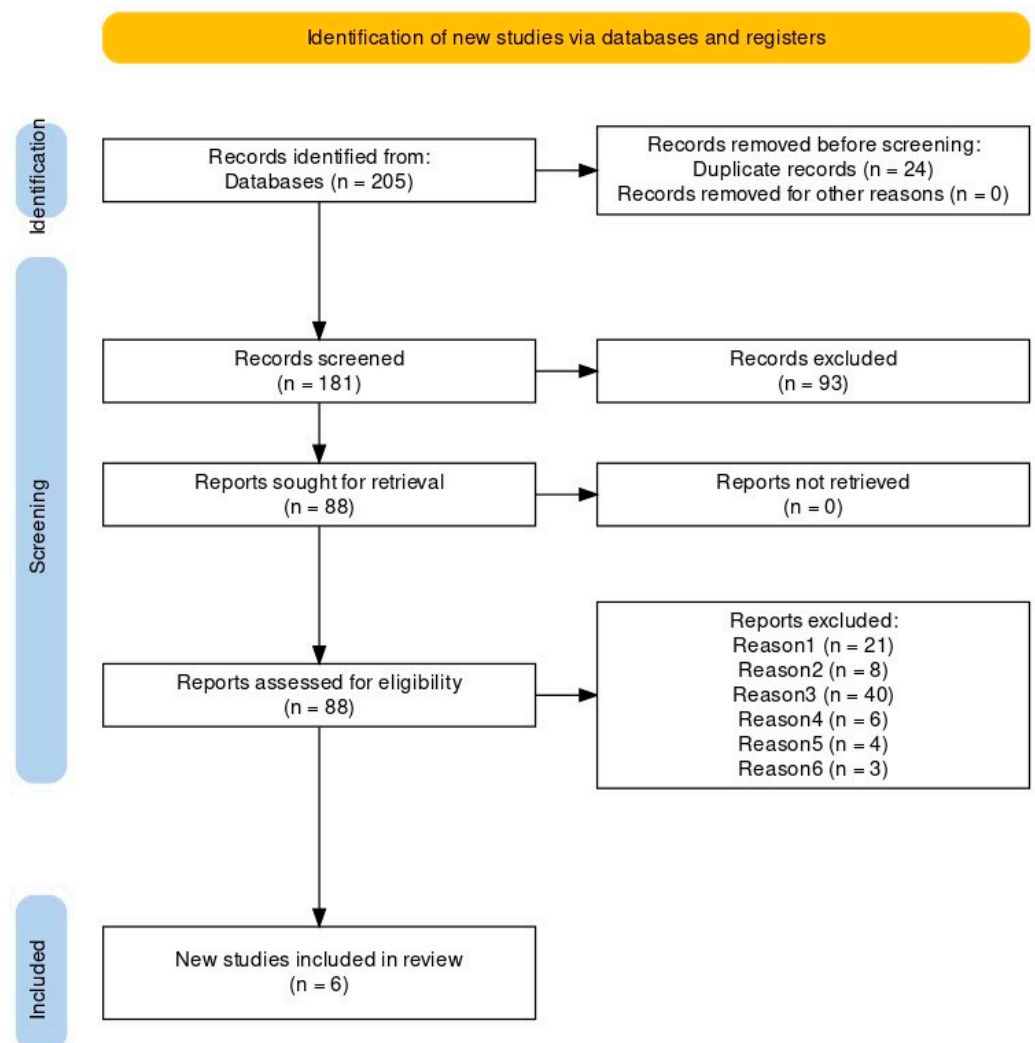 Identification of new studies via databases and registers
Identification
Records identified from:
Databases (n = 205)
Records removed before screening:
Duplicate records (n = 24)
Records removed for other reasons (n = 0)
Screening
Records screened
(n = 181)
Records excluded
(n = 93)
Reports sought for retrieval
(n = 88)
Reports not retrieved
(n = 0)
Reports assessed for eligibility
(n = 88)
Reports excluded:
Reason1 (n = 21)
Reason2 (n = 8)
Reason3 (n = 40)
Reason4 (n = 6)
Reason5 (n = 4)
Reason6 (n = 3)
Included
New studies included in review
(n = 6)